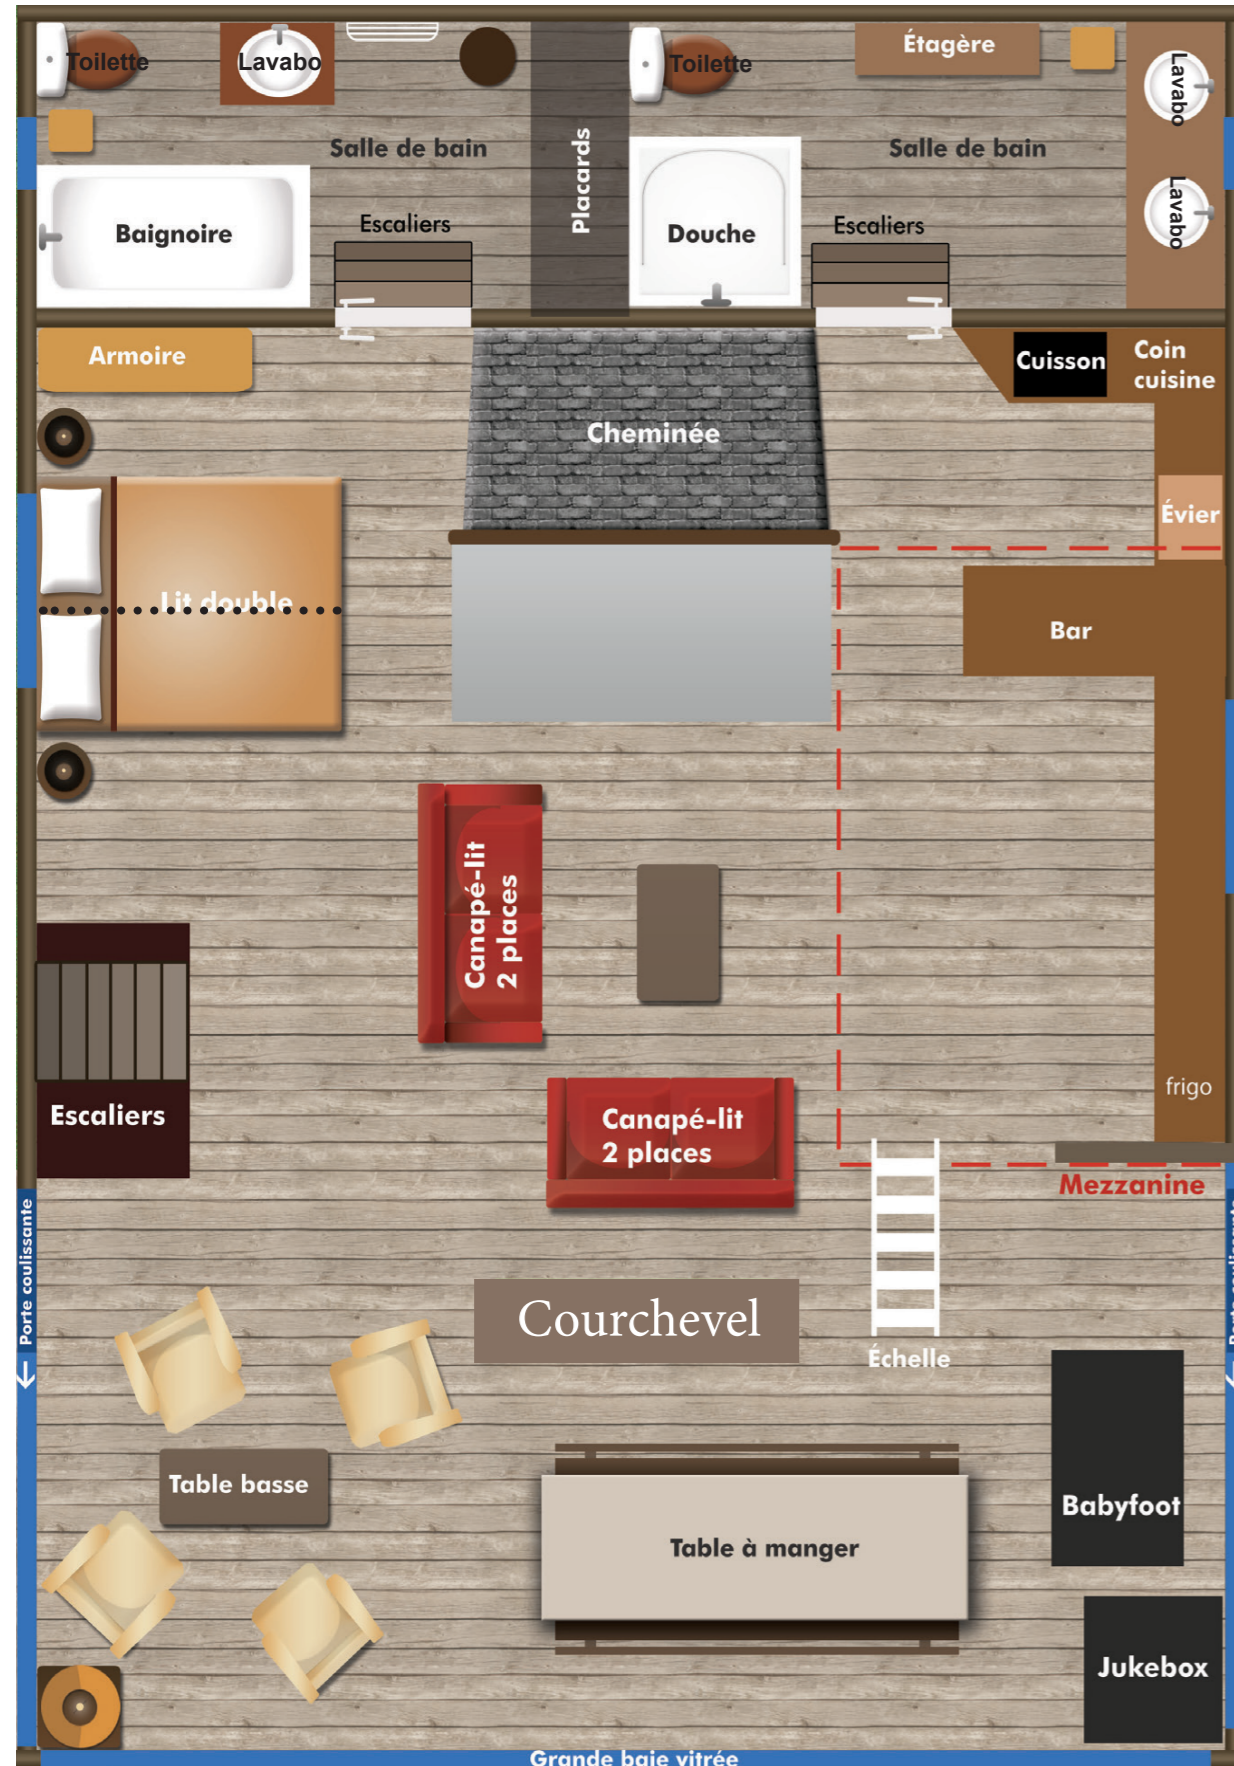 Toilette
Lavabo
Toilette
Étagère
Lavabo
Salle de bain
Placards
Salle de bain
Lavabo
Baignoire
Escaliers
Douche
Escaliers
Armoire
Cuisson
Coin
cuisine
Cheminée
Évier
Lit double
Bar
Canapé-lit
2 places
frigo
Escaliers
Canapé-lit
2 places
Mezzanine
Porte coulissante
Courchevel
Échelle
Table basse
Babyfoot
Table à manger
Jukebox
Grande baie vitrée